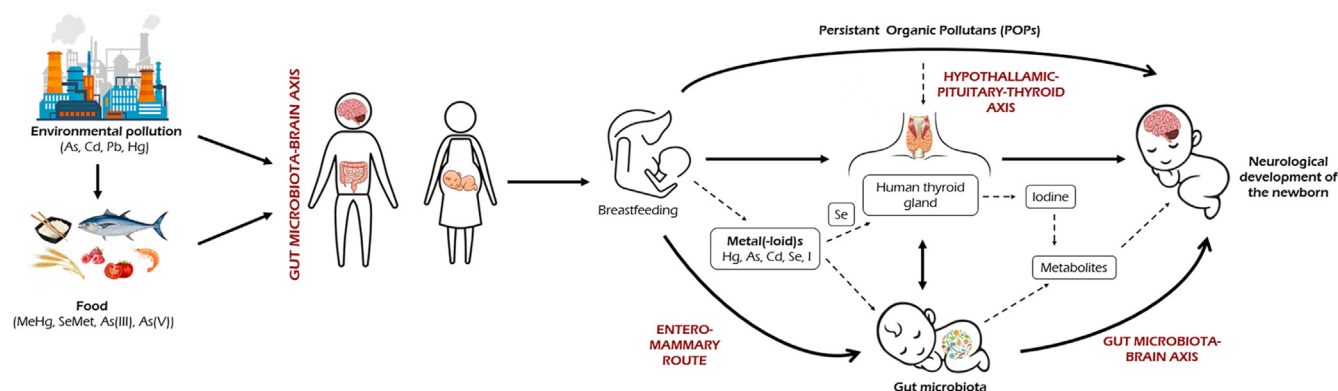 Environmental pollution
(As, Cd, Pb, Hg)
Food
(MeHg, SeMet, As(III), As(V))
GUT MICROBIOTA-BRAIN AXIS
Breastfeeding
Persistant Organic Pollutans (POPs)
HYPOTHALLAMIC-
PITUITARY-THYROID
AXIS
Human thyroid
gland
Se
Iodine
Metal(-loid)s
Hg, As, Cd, Se, I
Metabolites
ENTERO-
MAMMARY
ROUTE
Gut microbiota
GUT MICROBIOTA-
BRAIN AXIS
Neurological
development of
the newborn